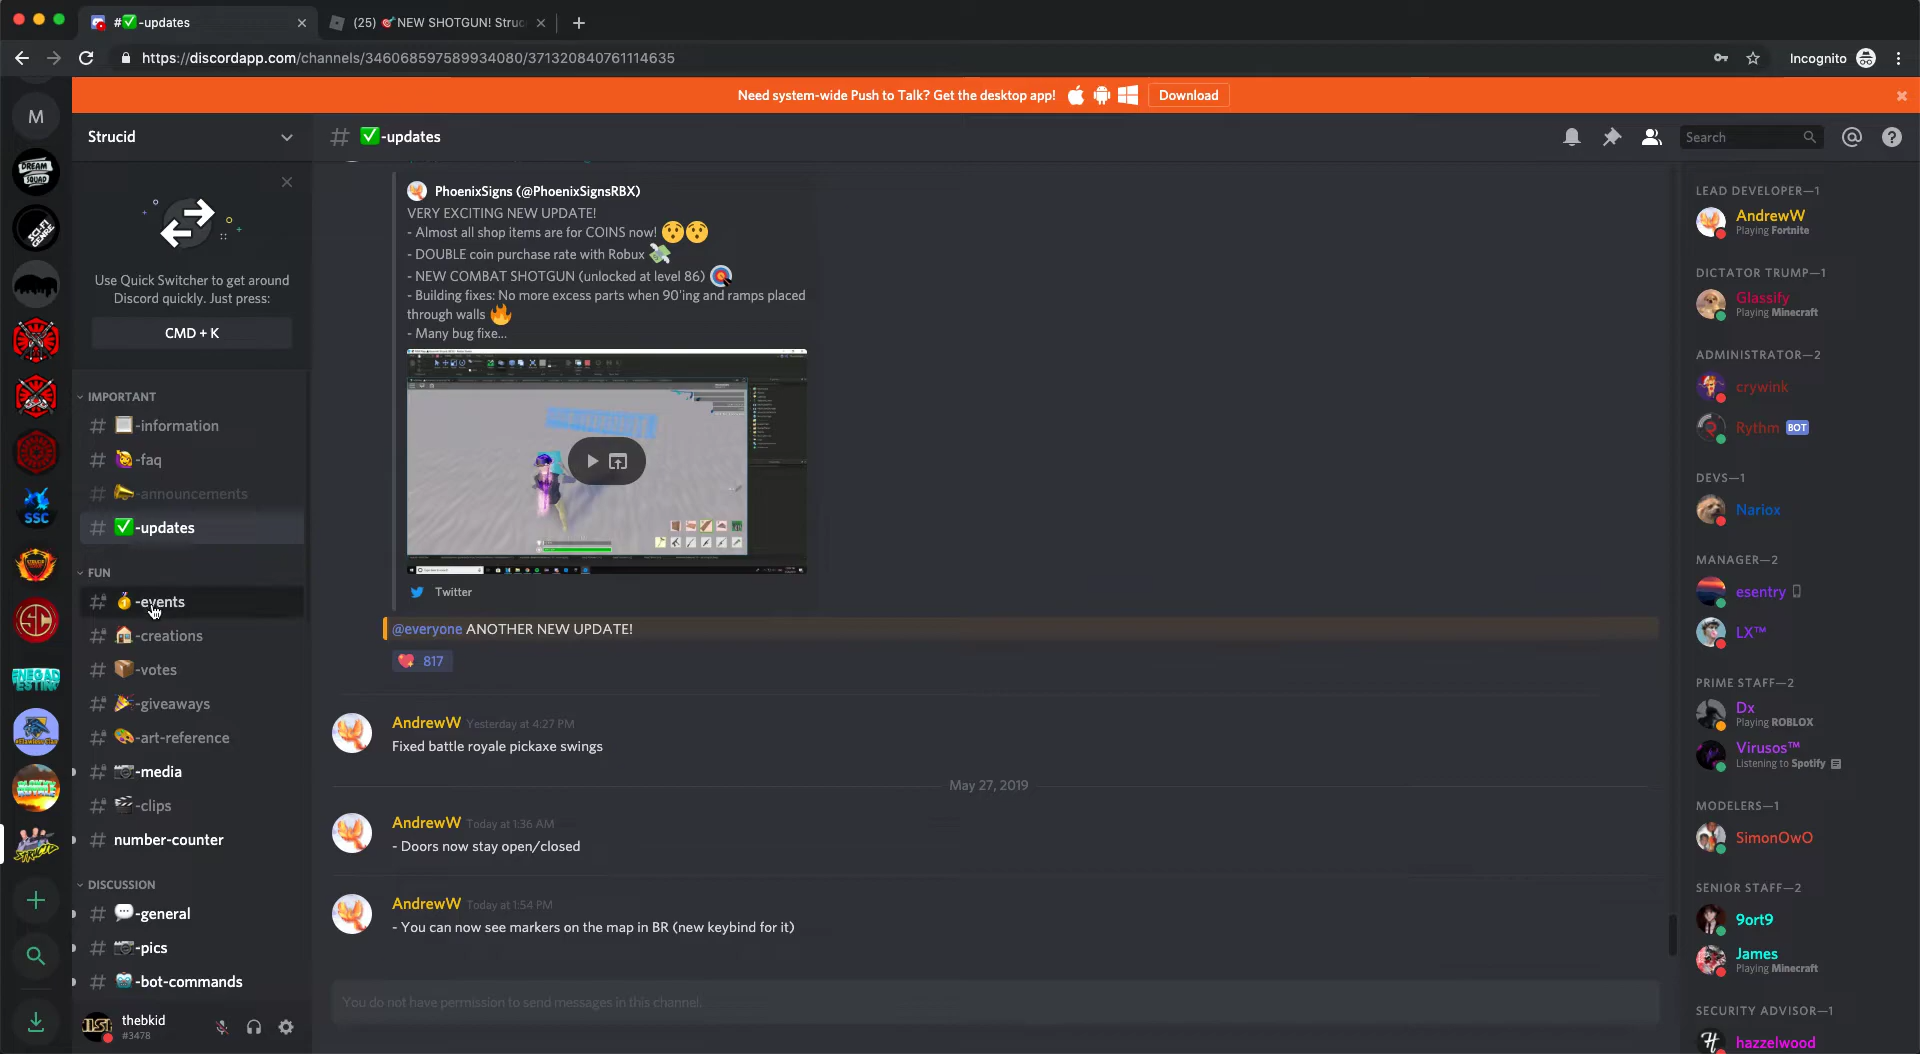 #✅-updates
(25) 🎯NEW SHOTGUN! Struc
https://discordapp.com/channels/346068597589934080/371320840761114635
Incognito
Need system-wide Push to Talk? Get the desktop app!
Download
M
DREAM SQUAD
SCI-FI GENRE
SSC
SC
STRUCID
Strucid
Use Quick Switcher to get around
Discord quickly. Just press:
CMD + K
IMPORTANT
-information
-faq
-announcements
✅-updates
FUN
-events
-creations
-votes
-giveaways
-art-reference
-media
-clips
number-counter
DISCUSSION
-general
-pics
-bot-commands
thebkid
#3478
✅-updates
Search
PhoenixSigns (@PhoenixSignsRBX)
VERY EXCITING NEW UPDATE!
- Almost all shop items are for COINS now! 😯😯
- DOUBLE coin purchase rate with Robux 💸
- NEW COMBAT SHOTGUN (unlocked at level 86) 🎯
- Building fixes: No more excess parts when 90'ing and ramps placed
through walls 🔥
- Many bug fixe...
Twitter
@everyone ANOTHER NEW UPDATE!
817
AndrewW Yesterday at 4:27 PM
Fixed battle royale pickaxe swings
May 27, 2019
AndrewW Today at 1:36 AM
- Doors now stay open/closed
AndrewW Today at 1:54 PM
- You can now see markers on the map in BR (new keybind for it)
You do not have permission to send messages in this channel.
LEAD DEVELOPER—1
AndrewW
Playing Fortnite
DICTATOR TRUMP—1
Glassify
Playing Minecraft
ADMINISTRATOR—2
crywink
Rythm BOT
DEVS—1
Nariox
MANAGER—2
esentry
LX™
PRIME STAFF—2
Dx
Playing ROBLOX
Virusos™
Listening to Spotify
MODELERS—1
SimonOwO
SENIOR STAFF—2
9ort9
James
Playing Minecraft
SECURITY ADVISOR—1
hazzelwood